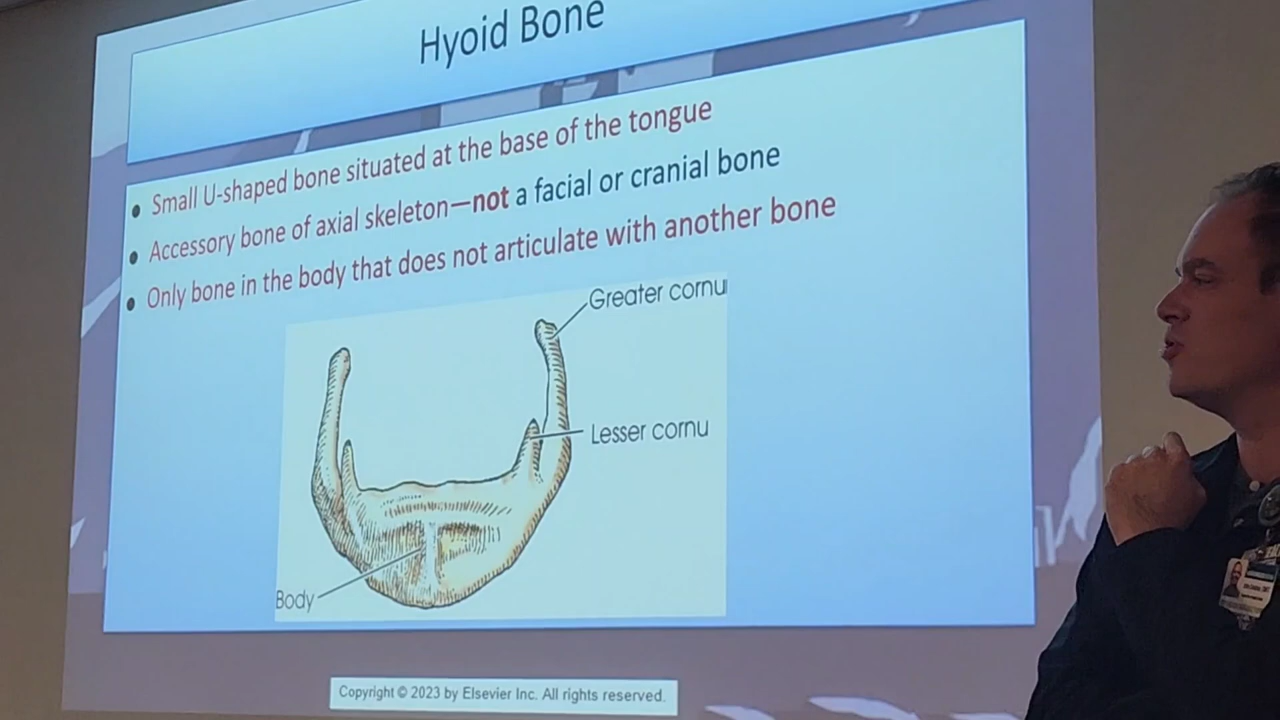 Hyoid Bone
• Small U-shaped bone situated at the base of the tongue
• Accessory bone of axial skeleton—not a facial or cranial bone
• Only bone in the body that does not articulate with another bone
Greater cornu
Lesser cornu
Body
Copyright © 2023 by Elsevier Inc. All rights reserved.